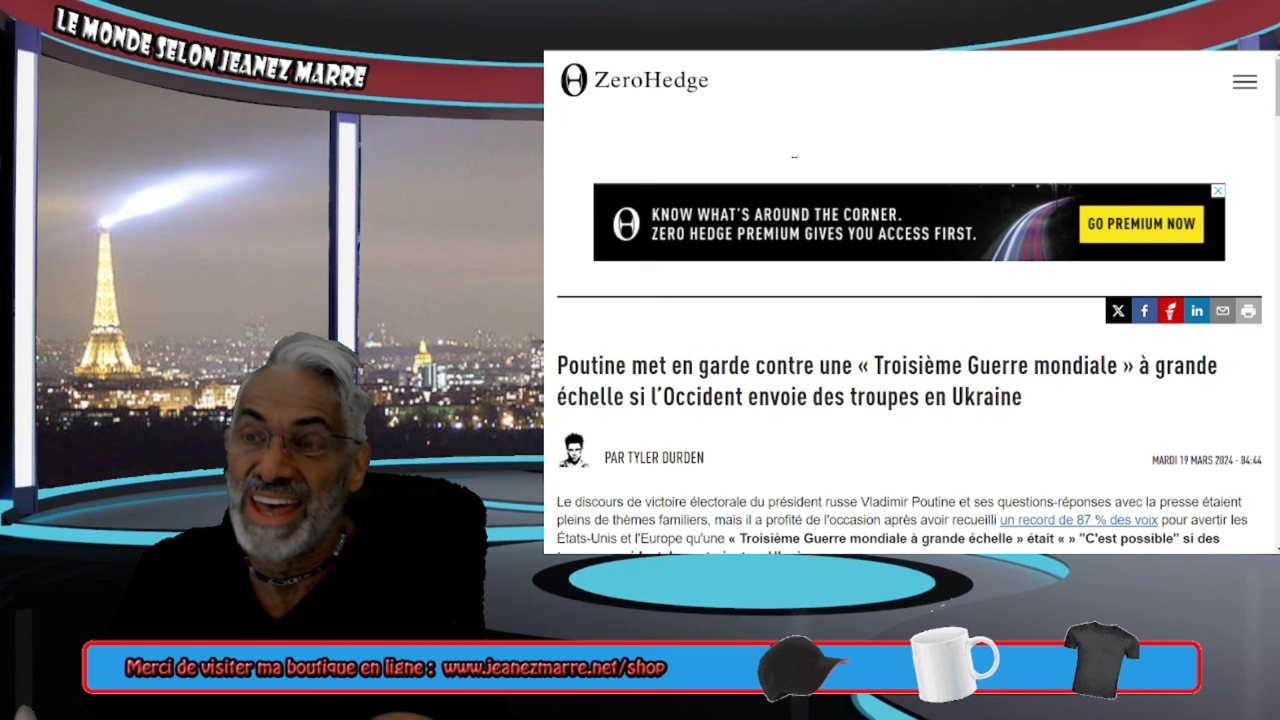 LE MONDE SELON JEANEZ MARRE
ZeroHedge
KNOW WHAT'S AROUND THE CORNER.
ZERO HEDGE PREMIUM GIVES YOU ACCESS FIRST.
GO PREMIUM NOW
Poutine met en garde contre une « Troisième Guerre mondiale » à grande
échelle si l'Occident envoie des troupes en Ukraine
PAR TYLER DURDEN
MARDI 19 MARS 2024 - 04:44
Le discours de victoire électorale du président russe Vladimir Poutine et ses questions-réponses avec la presse étaient
pleins de thèmes familiers, mais il a profité de l'occasion après avoir recueilli un record de 87 % des voix pour avertir les
États-Unis et l'Europe qu'une « Troisième Guerre mondiale à grande échelle » était « » "C'est possible" si des
Merci de visiter ma boutique en ligne : www.jeanezmarre.net/shop